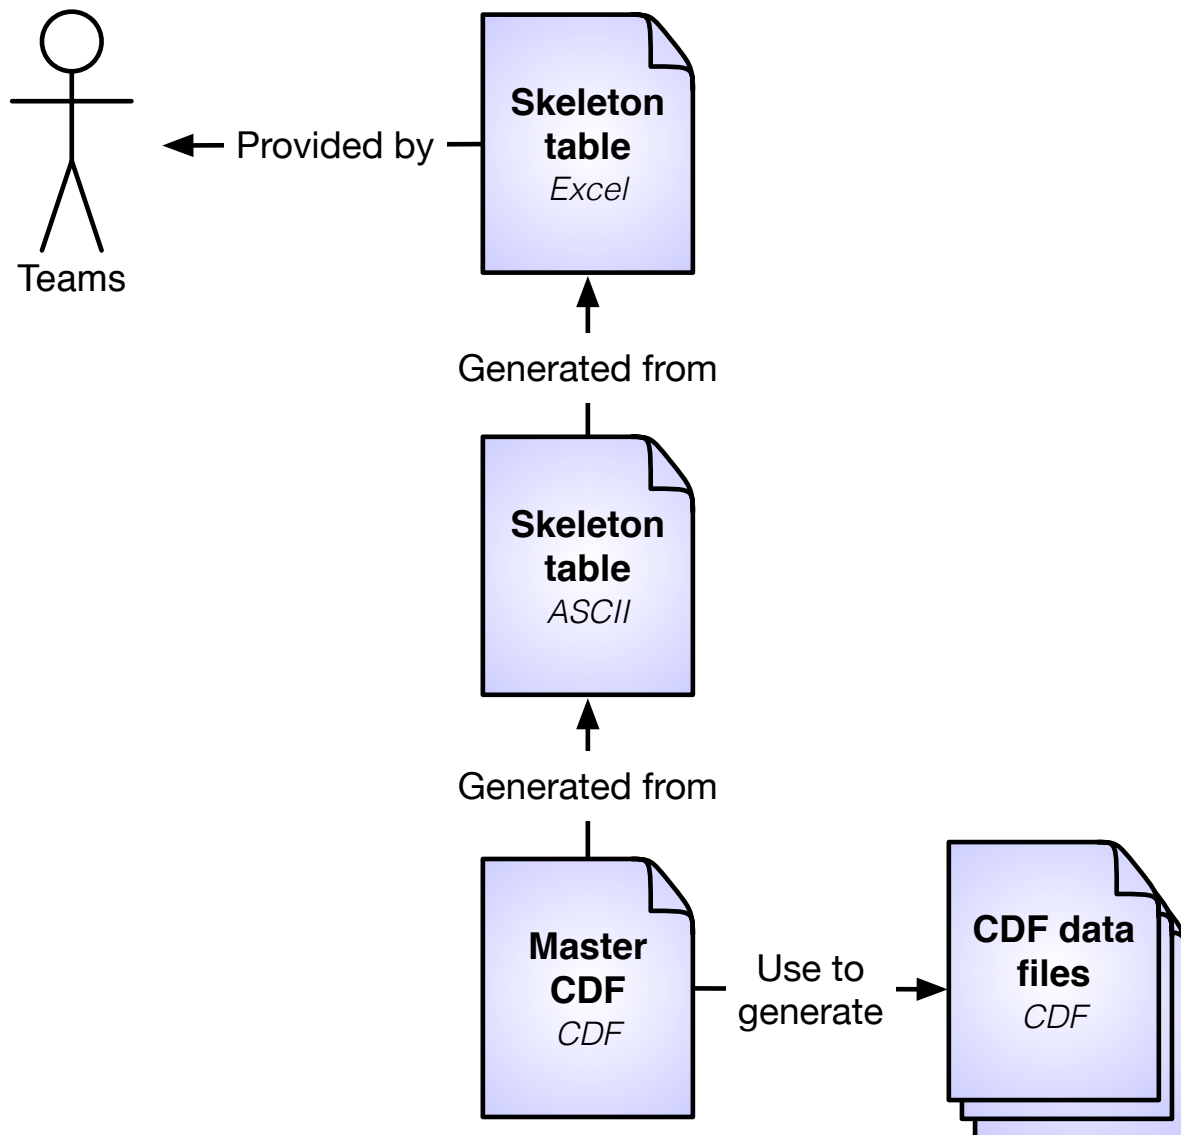 Skeleton
table
Excel
Provided by
Teams
Generated from
Skeleton
table
ASCII
Generated from
Master
CDF
CDF
Use to
generate
CDF data
files
CDF